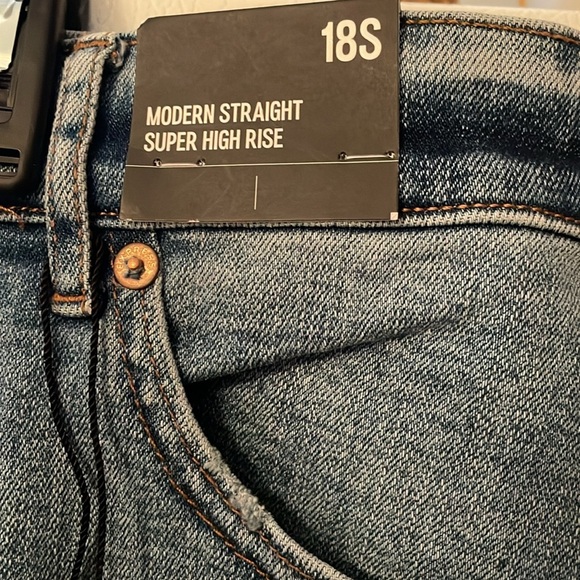 18S
MODERN STRAIGHT
SUPER HIGH RISE